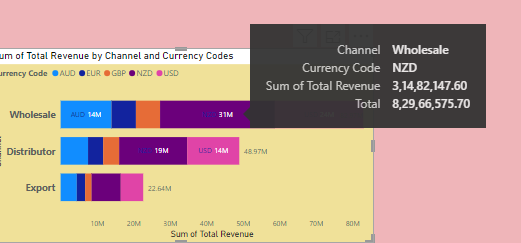 um of Total Revenue by Channel and Currency Codes
urrency Code AUD EUR GBP NZD USD
Channel Wholesale
Currency Code NZD
Sum of Total Revenue 3,14,82,147.60
Total 8,29,66,575.70
Wholesale AUD 14M 31M
Distributor 19M USD 14M 48.97M
Export 22.64M
10M 20M 30M 40M 50M 60M 70M 80M
Sum of Total Revenue